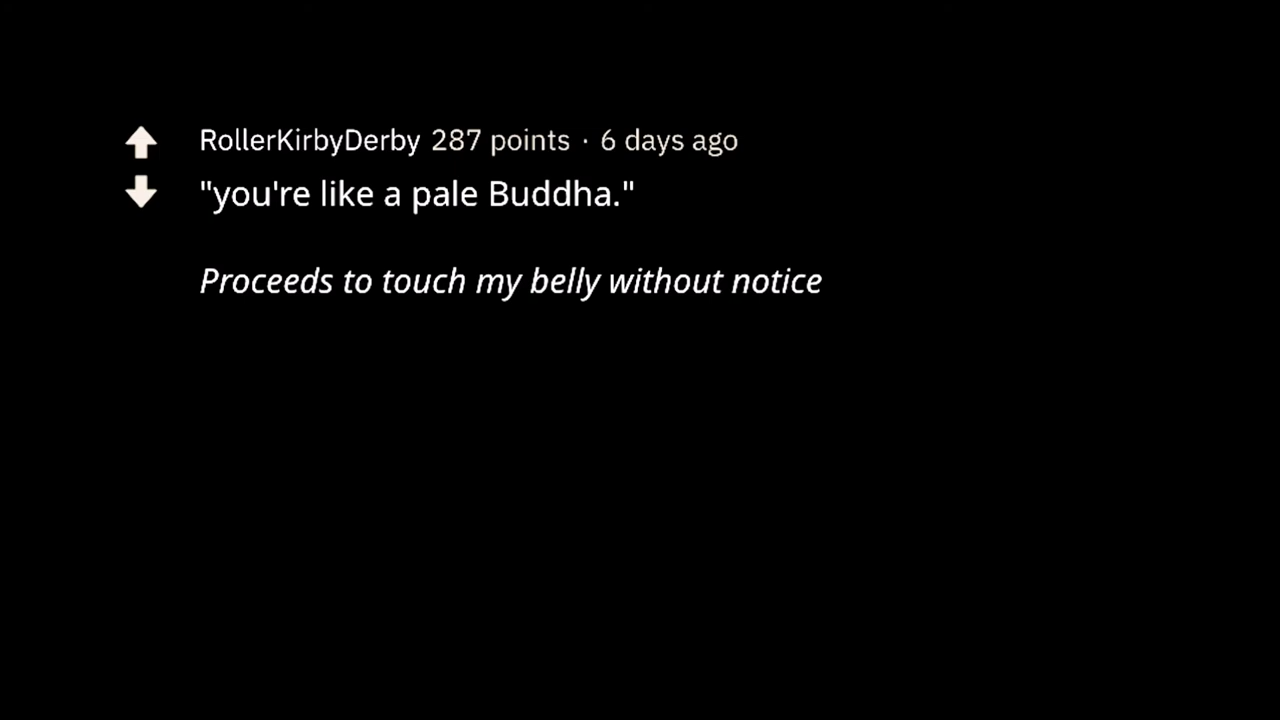 RollerKirbyDerby 287 points · 6 days ago
"you're like a pale Buddha."
Proceeds to touch my belly without notice